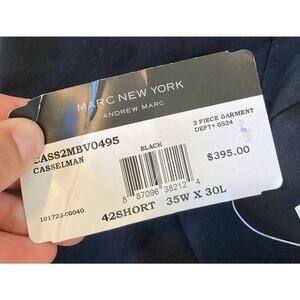 MARC NEW YORK
ANDREW MARC
CASS2MBV0495
CASSELMAN
BLACK
2 PIECE GARMENT
DEPT# 0524
$395.00
8 87096 38212 4
101723-00040
42SHORT 35W X 30L